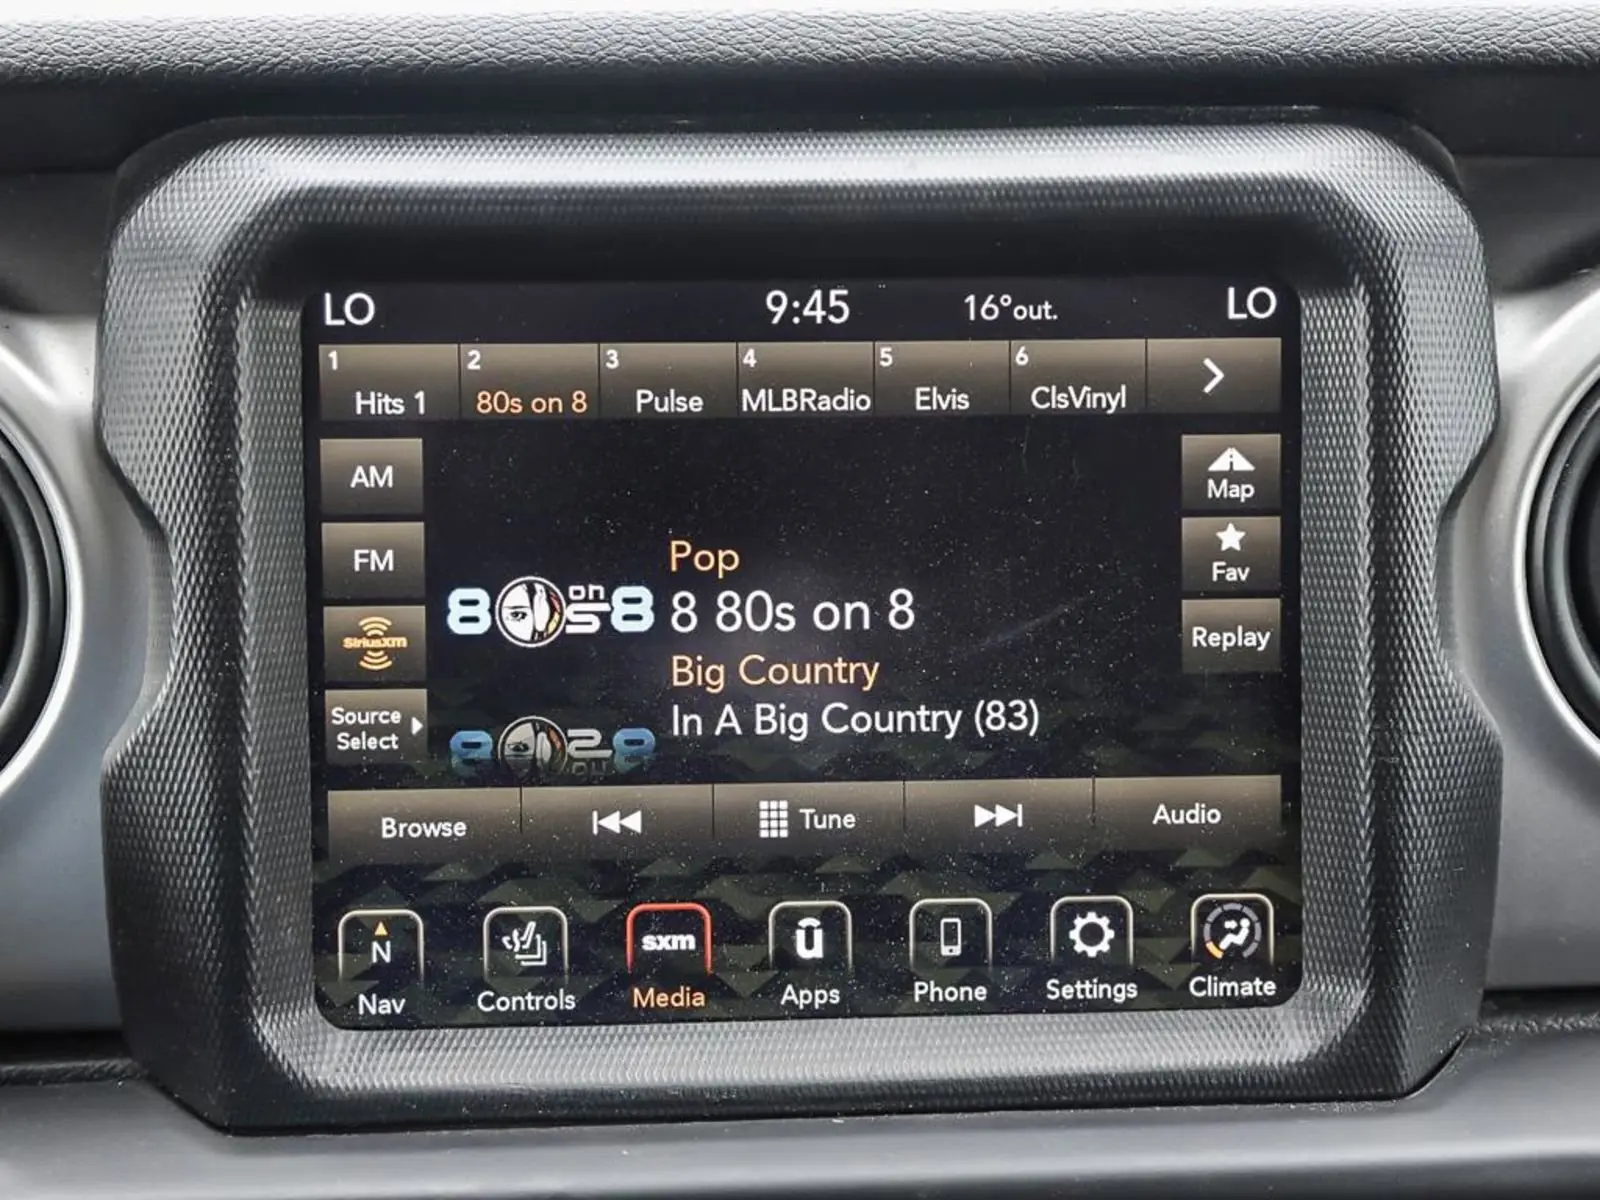 LO 9:45 16°out. LO
1 2 3 4 5 6
Hits 1 80s on 8 Pulse MLBRadio Elvis ClsVinyl
AM
FM
SiriusXm
Source
Select
80s on 8
Pop
8 80s on 8
Big Country
In A Big Country (83)
Map
Fav
Replay
Browse Tune Audio
N sxm u
Nav Controls Media Apps Phone Settings Climate